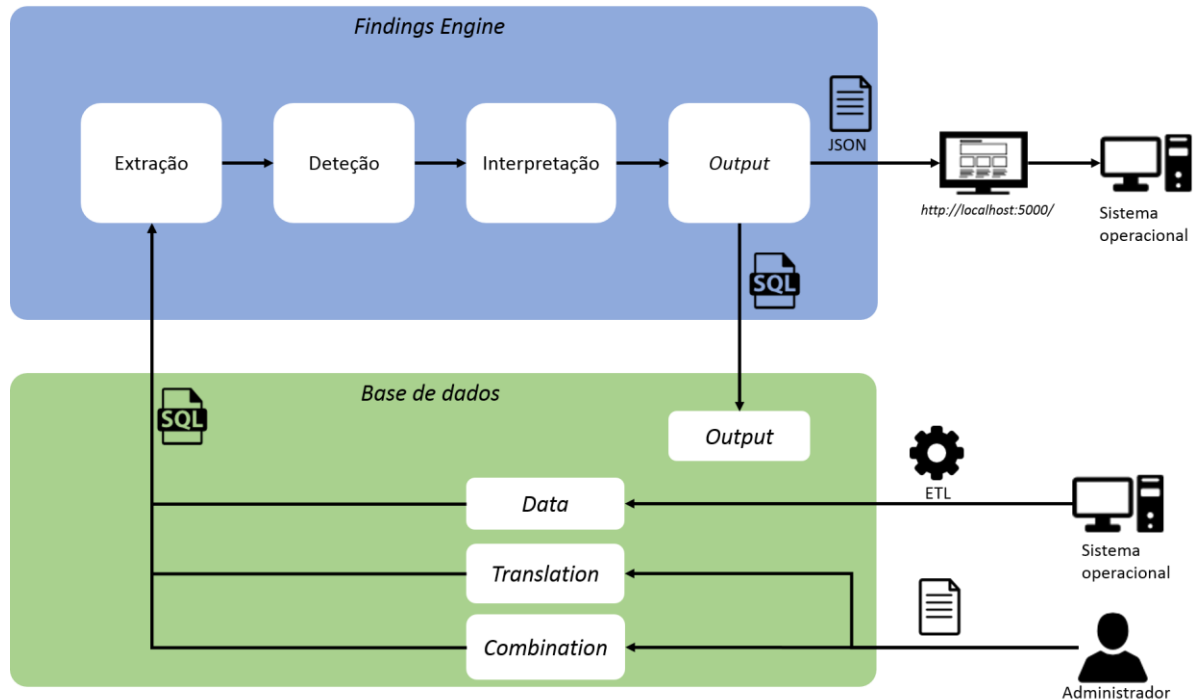 Findings Engine
Extração
Deteção
Interpretação
Output
JSON
http://localhost:5000/
Sistema
operacional
SQL
Base de dados
SQL
Output
Data
ETL
Sistema
operacional
Translation
Combination
Administrador